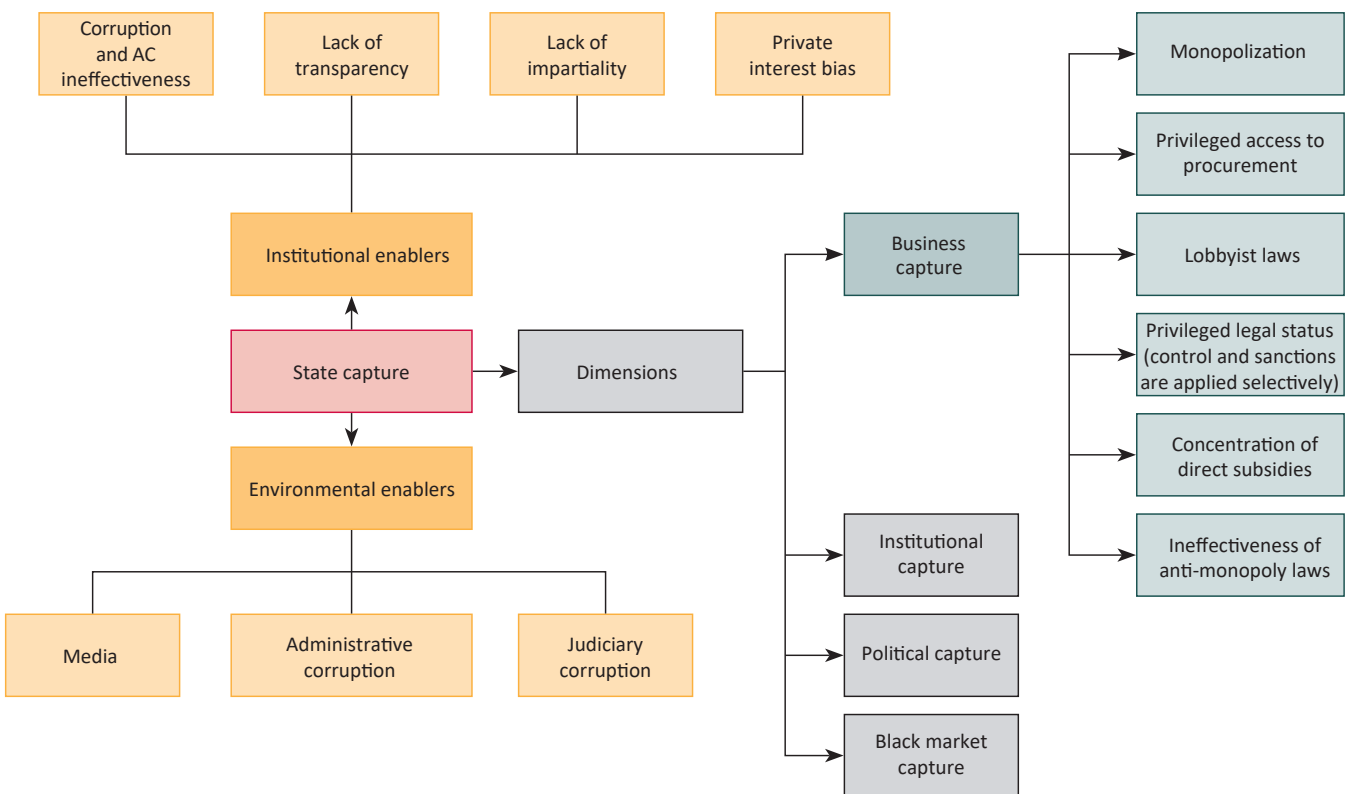 Corruption
and AC
ineffectiveness
Lack of
transparency
Lack of
impartiality
Private
interest bias
Institutional enablers
State capture
Environmental enablers
Media
Administrative
corruption
Judiciary
corruption
Dimensions
Business
capture
Institutional
capture
Political capture
Black market
capture
Monopolization
Privileged access to
procurement
Lobbyist laws
Privileged legal status
(control and sanctions
are applied selectively)
Concentration of
direct subsidies
Ineffectiveness of
anti-monopoly laws